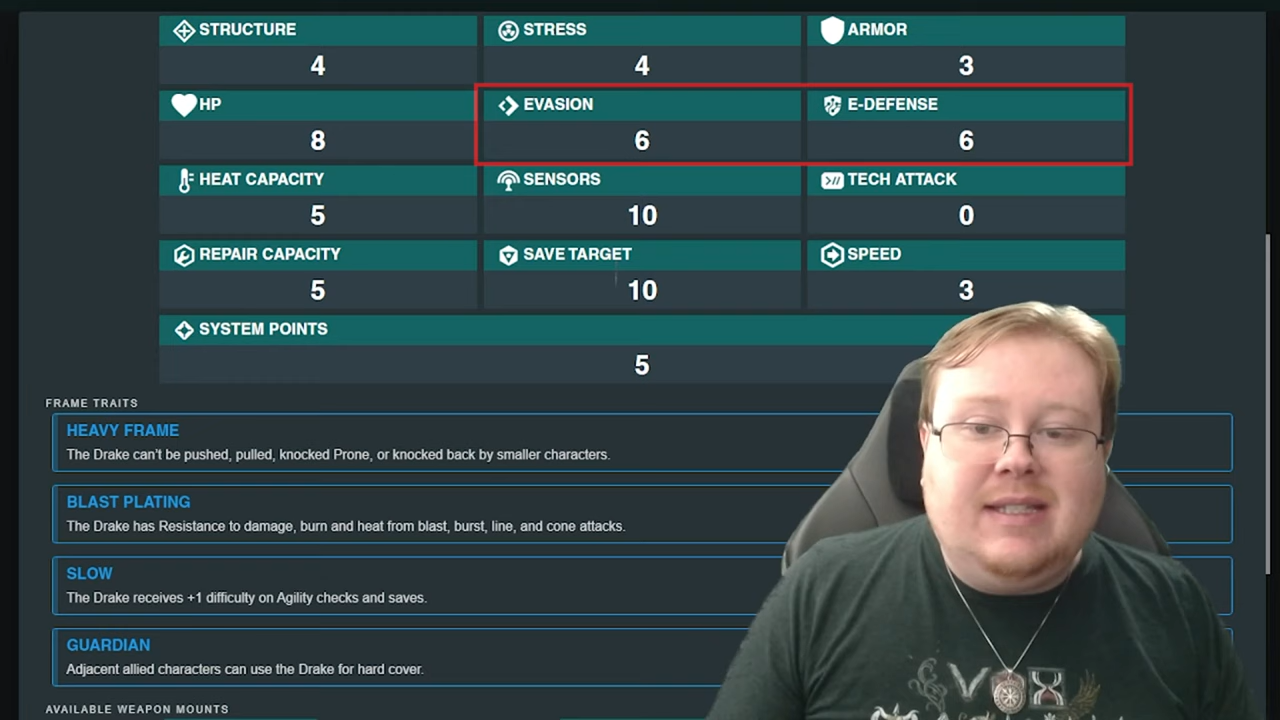 STRUCTURE STRESS ARMOR
4 4 3
HP EVASION E-DEFENSE
8 6 6
HEAT CAPACITY SENSORS TECH ATTACK
5 10 0
REPAIR CAPACITY SAVE TARGET SPEED
5 10 3
SYSTEM POINTS
5
FRAME TRAITS
HEAVY FRAME
The Drake can't be pushed, pulled, knocked Prone, or knocked back by smaller characters.
BLAST PLATING
The Drake has Resistance to damage, burn and heat from blast, burst, line, and cone attacks.
SLOW
The Drake receives +1 difficulty on Agility checks and saves.
GUARDIAN
Adjacent allied characters can use the Drake for hard cover.
AVAILABLE WEAPON MOUNTS
VOX